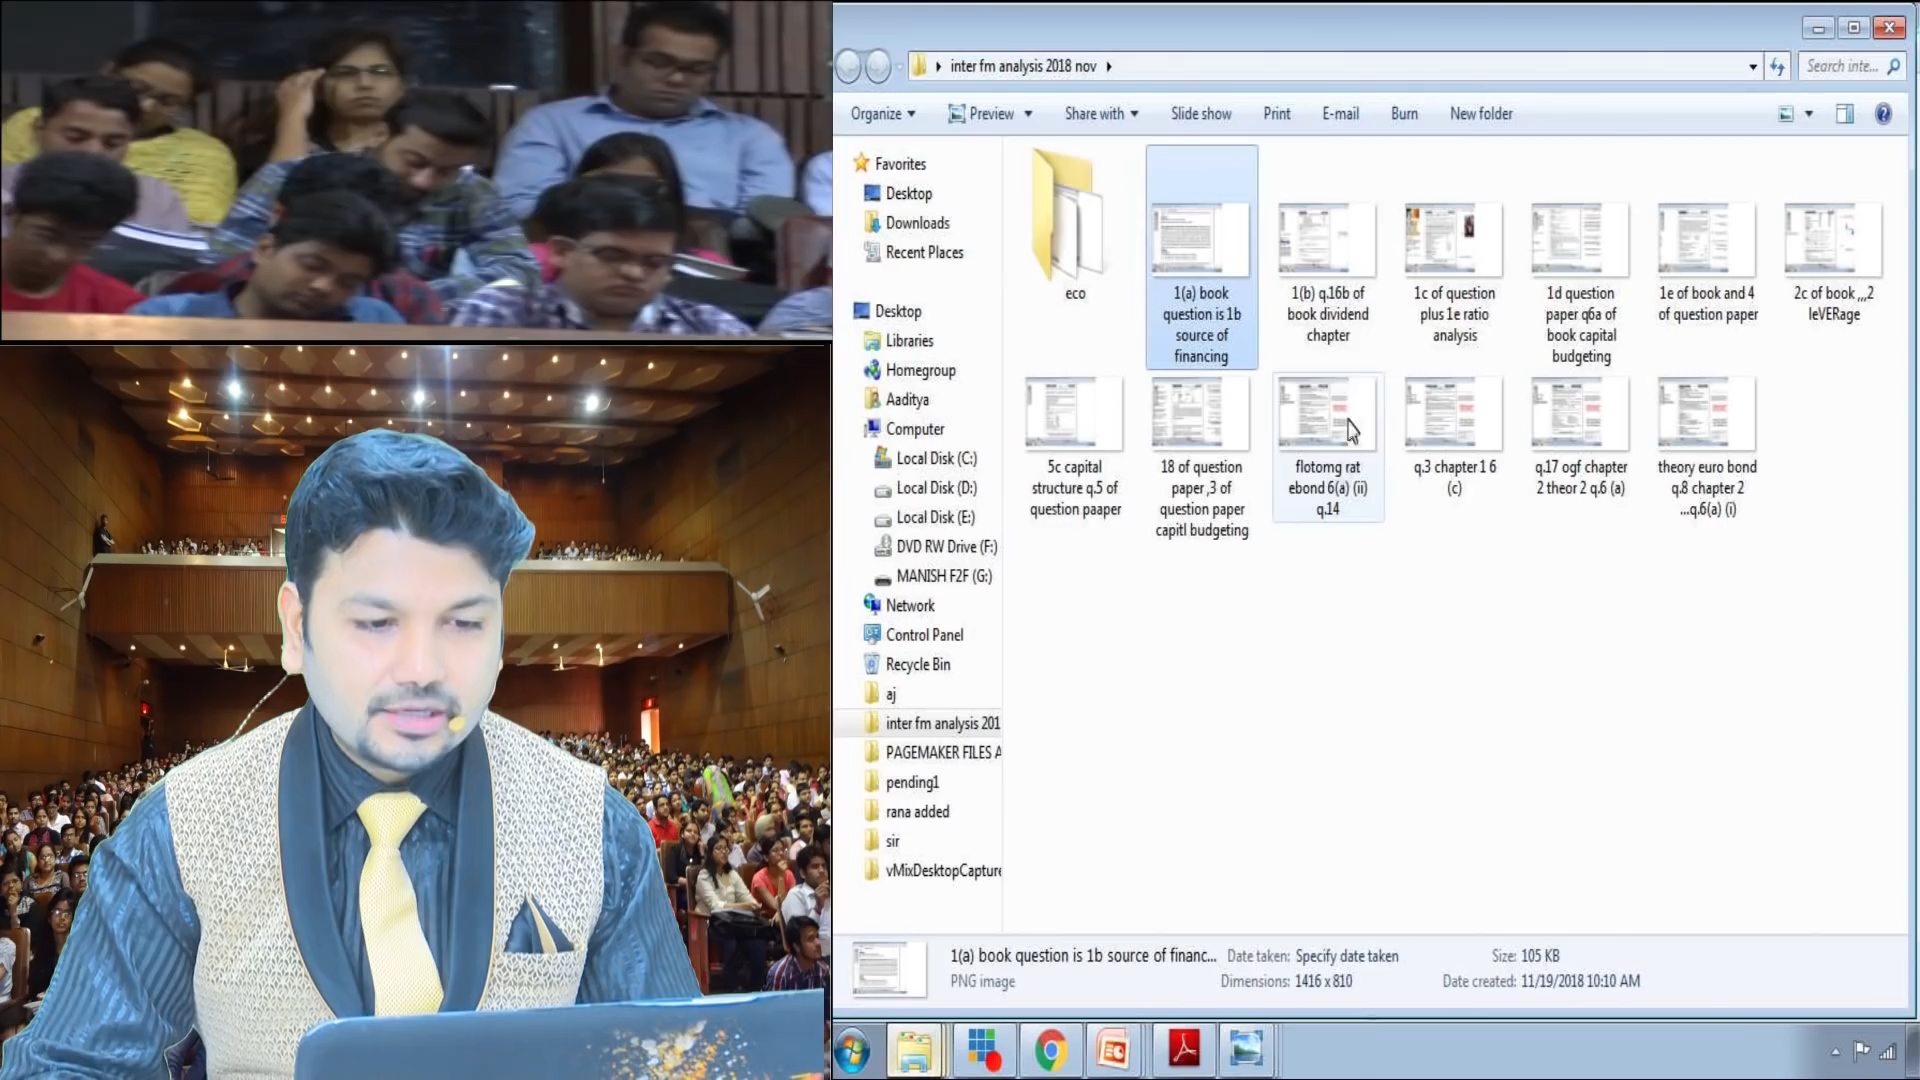 inter fm analysis 2018 nov
Search inte...
Organize
Preview
Share with
Slide show
Print
E-mail
Burn
New folder
Favorites
Desktop
Downloads
Recent Places
Desktop
Libraries
Homegroup
Aaditya
Computer
Local Disk (C:)
Local Disk (D:)
Local Disk (E:)
DVD RW Drive (F:)
MANISH F2F (G:)
Network
Control Panel
Recycle Bin
aj
inter fm analysis 201
PAGEMAKER FILES A
pending1
rana added
sir
vMixDesktopCapture
eco
1(a) book
question is 1b
source of
financing
1(b) q.16b of
book dividend
chapter
1c of question
plus 1e ratio
analysis
1d question
paper q6a of
book capital
budgeting
1e of book and 4
of question paper
2c of book ,,,2
leVERage
5c capital
structure q.5 of
question paaper
18 of question
paper ,3 of
question paper
capitl budgeting
flotomg rat
ebond 6(a) (ii)
q.14
q.3 chapter 1 6
(c)
q.17 ogf chapter
2 theor 2 q.6 (a)
theory euro bond
q.8 chapter 2
...q.6(a) (i)
1(a) book question is 1b source of financ...
PNG image
Date taken: Specify date taken
Dimensions: 1416 x 810
Size: 105 KB
Date created: 11/19/2018 10:10 AM